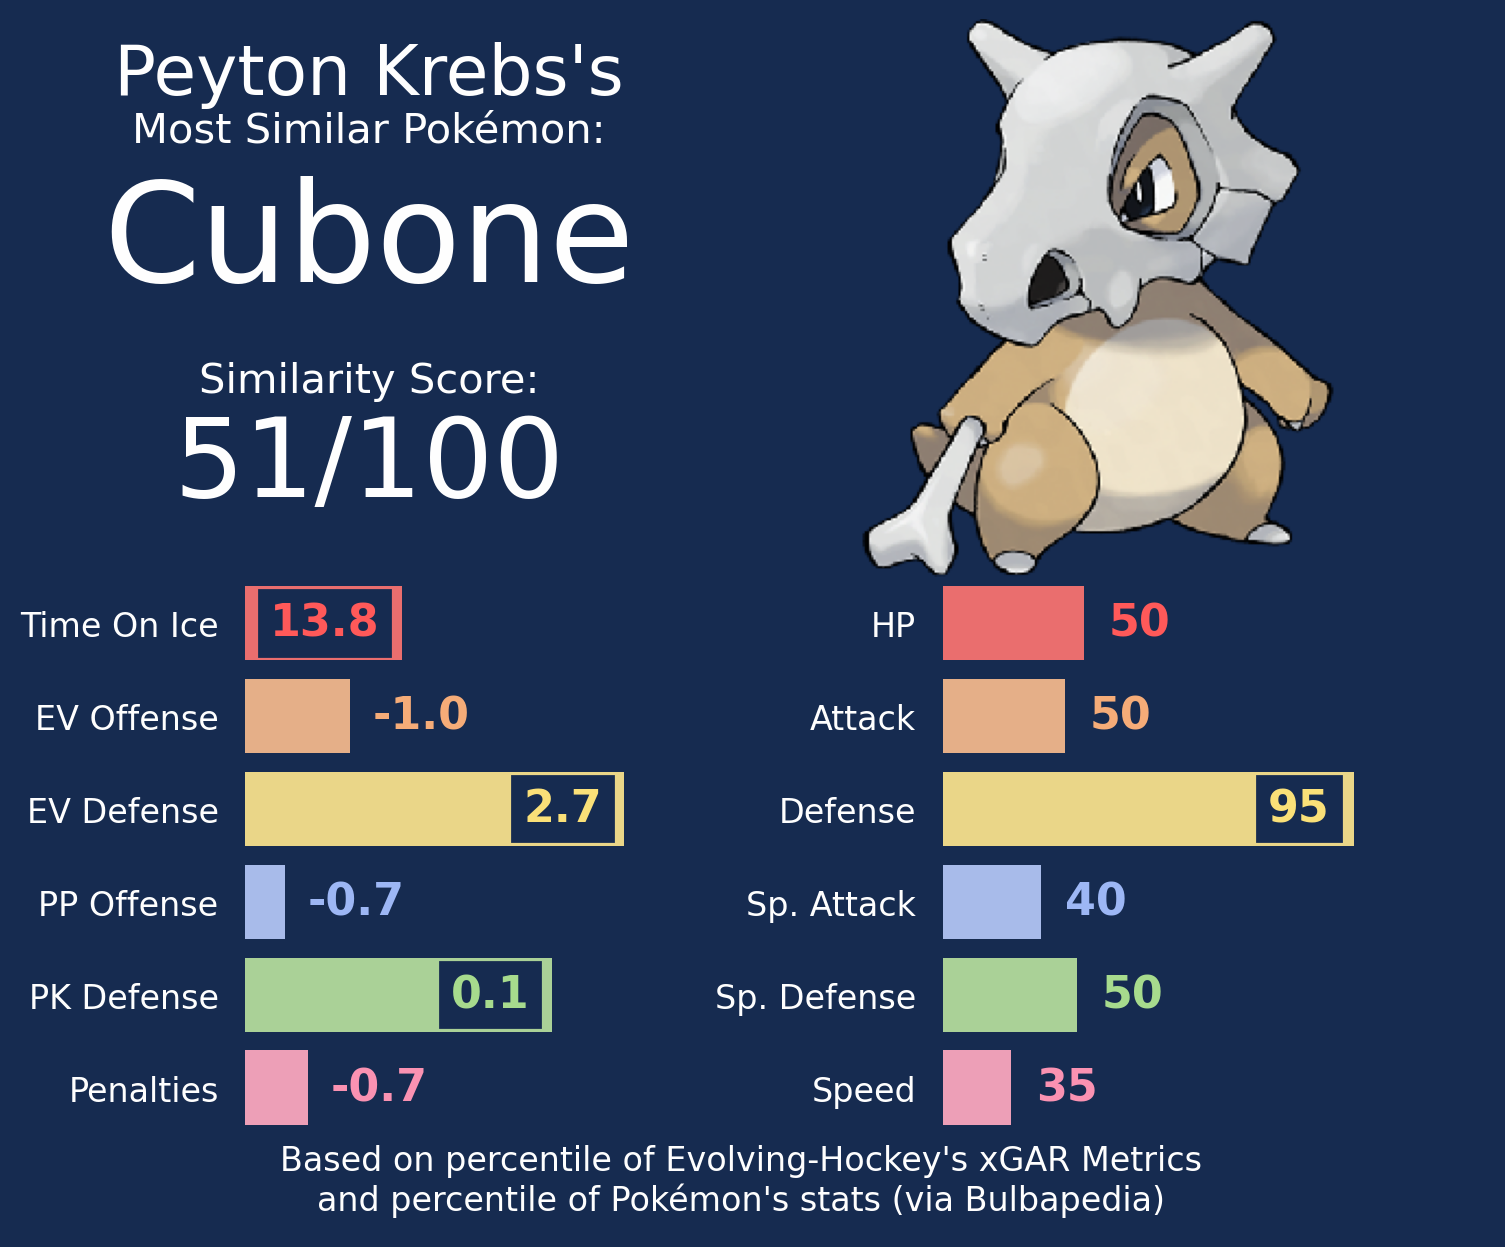 Peyton Krebs's
Most Similar Pokémon:
Cubone
Similarity Score:
51/100
Time On Ice 13.8
EV Offense -1.0
EV Defense 2.7
PP Offense -0.7
PK Defense 0.1
Penalties -0.7
HP 50
Attack 50
Defense 95
Sp. Attack 40
Sp. Defense 50
Speed 35
Based on percentile of Evolving-Hockey's xGAR Metrics
and percentile of Pokémon's stats (via Bulbapedia)